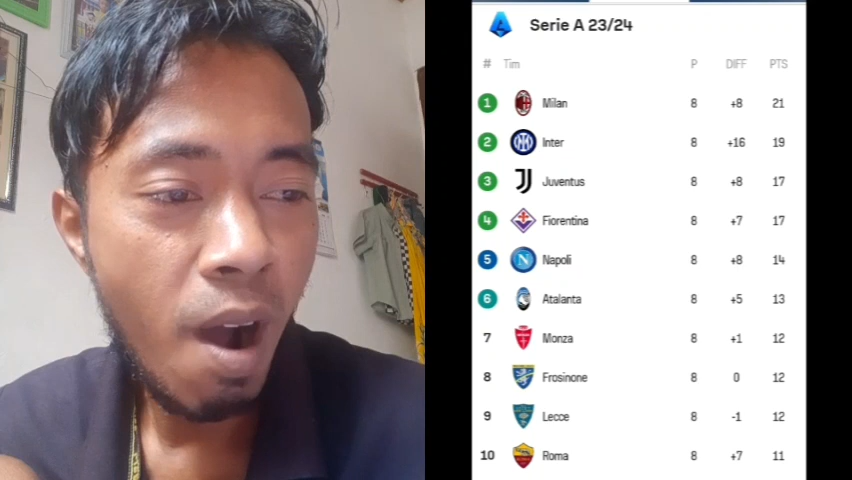 Serie A 23/24
# Tim P DIFF PTS
1 Milan 8 +8 21
2 Inter 8 +16 19
3 Juventus 8 +8 17
4 Fiorentina 8 +7 17
5 Napoli 8 +8 14
6 Atalanta 8 +5 13
7 Monza 8 +1 12
8 Frosinone 8 0 12
9 Lecce 8 -1 12
10 Roma 8 +7 11